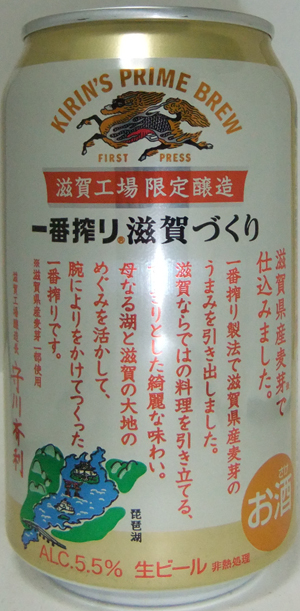 KIRIN'S PRIME BREW
FIRST PRESS
滋賀工場限定醸造
一番搾り®滋賀づくり
滋賀県産麦芽※で
仕込みました。
一番搾り製法で滋賀県産麦芽の
うまみを引き出しました。
滋賀ならではの料理を引き立てる、
りとした綺麗な味わい。
母なる湖と滋賀の大地の
めぐみを活かして、
腕によりをかけてつくった
一番搾りです。
※滋賀県産麦芽一部使用
滋賀工場醸造長
琵琶湖
お酒
ALC.5.5% 生ビール 非熱処理